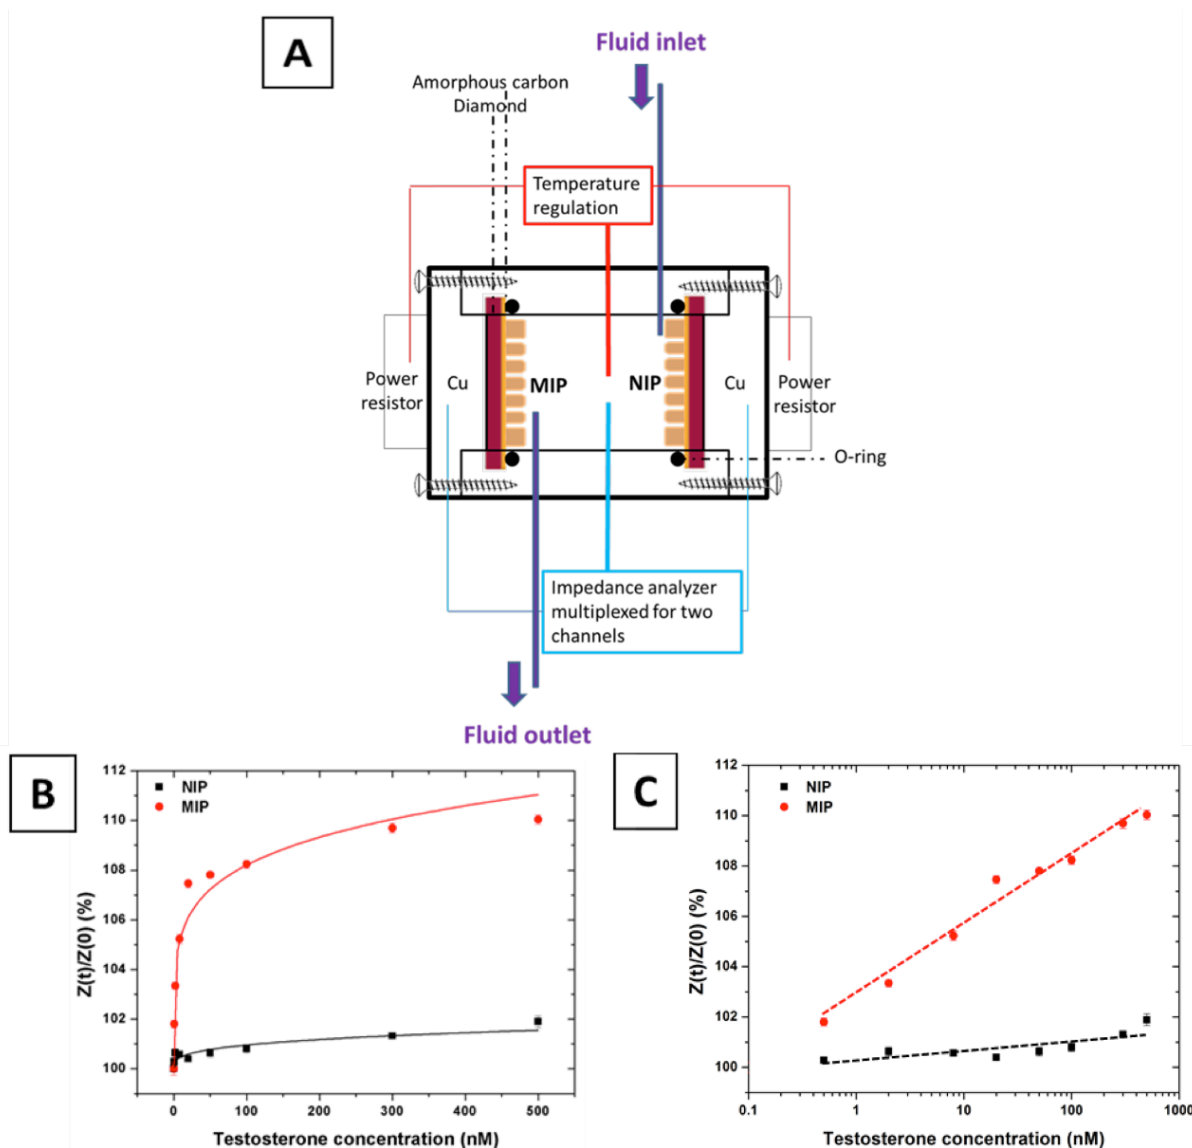 A
Fluid inlet
Amorphous carbon
Diamond
Temperature
regulation
Power
resistor
Cu
MIP
NIP
Cu
Power
resistor
O-ring
Impedance analyzer
multiplexed for two
channels
Fluid outlet
B
NIP
MIP
112
110
108
106
104
102
100
Z(t)/Z(0) (%)
0 100 200 300 400 500
Testosterone concentration (nM)
C
NIP
MIP
112
110
108
106
104
102
100
Z(t)/Z(0) (%)
0.1 1 10 100 1000
Testosterone concentration (nM)